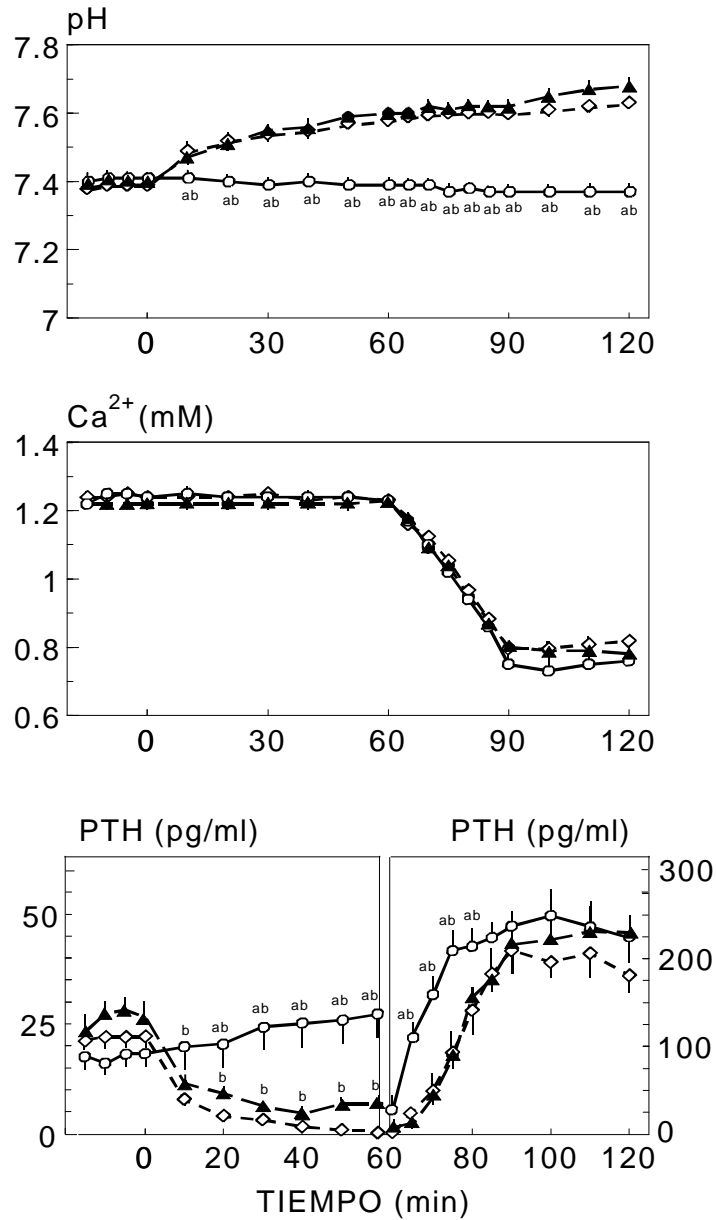 pH
7.8
7.6
7.4
ab ab ab ab ab ab ab ab ab ab ab ab ab ab ab
7.2
7
0 30 60 90 120
Ca2+ (mM)
1.4
1.2
1
0.8
0.6
0 30 60 90 120
PTH (pg/ml) PTH (pg/ml)
300
50
ab ab
200
ab ab ab ab
ab
b ab
25
100
b b b b b
0 0
0 20 40 60 80 100 120
TIEMPO (min)